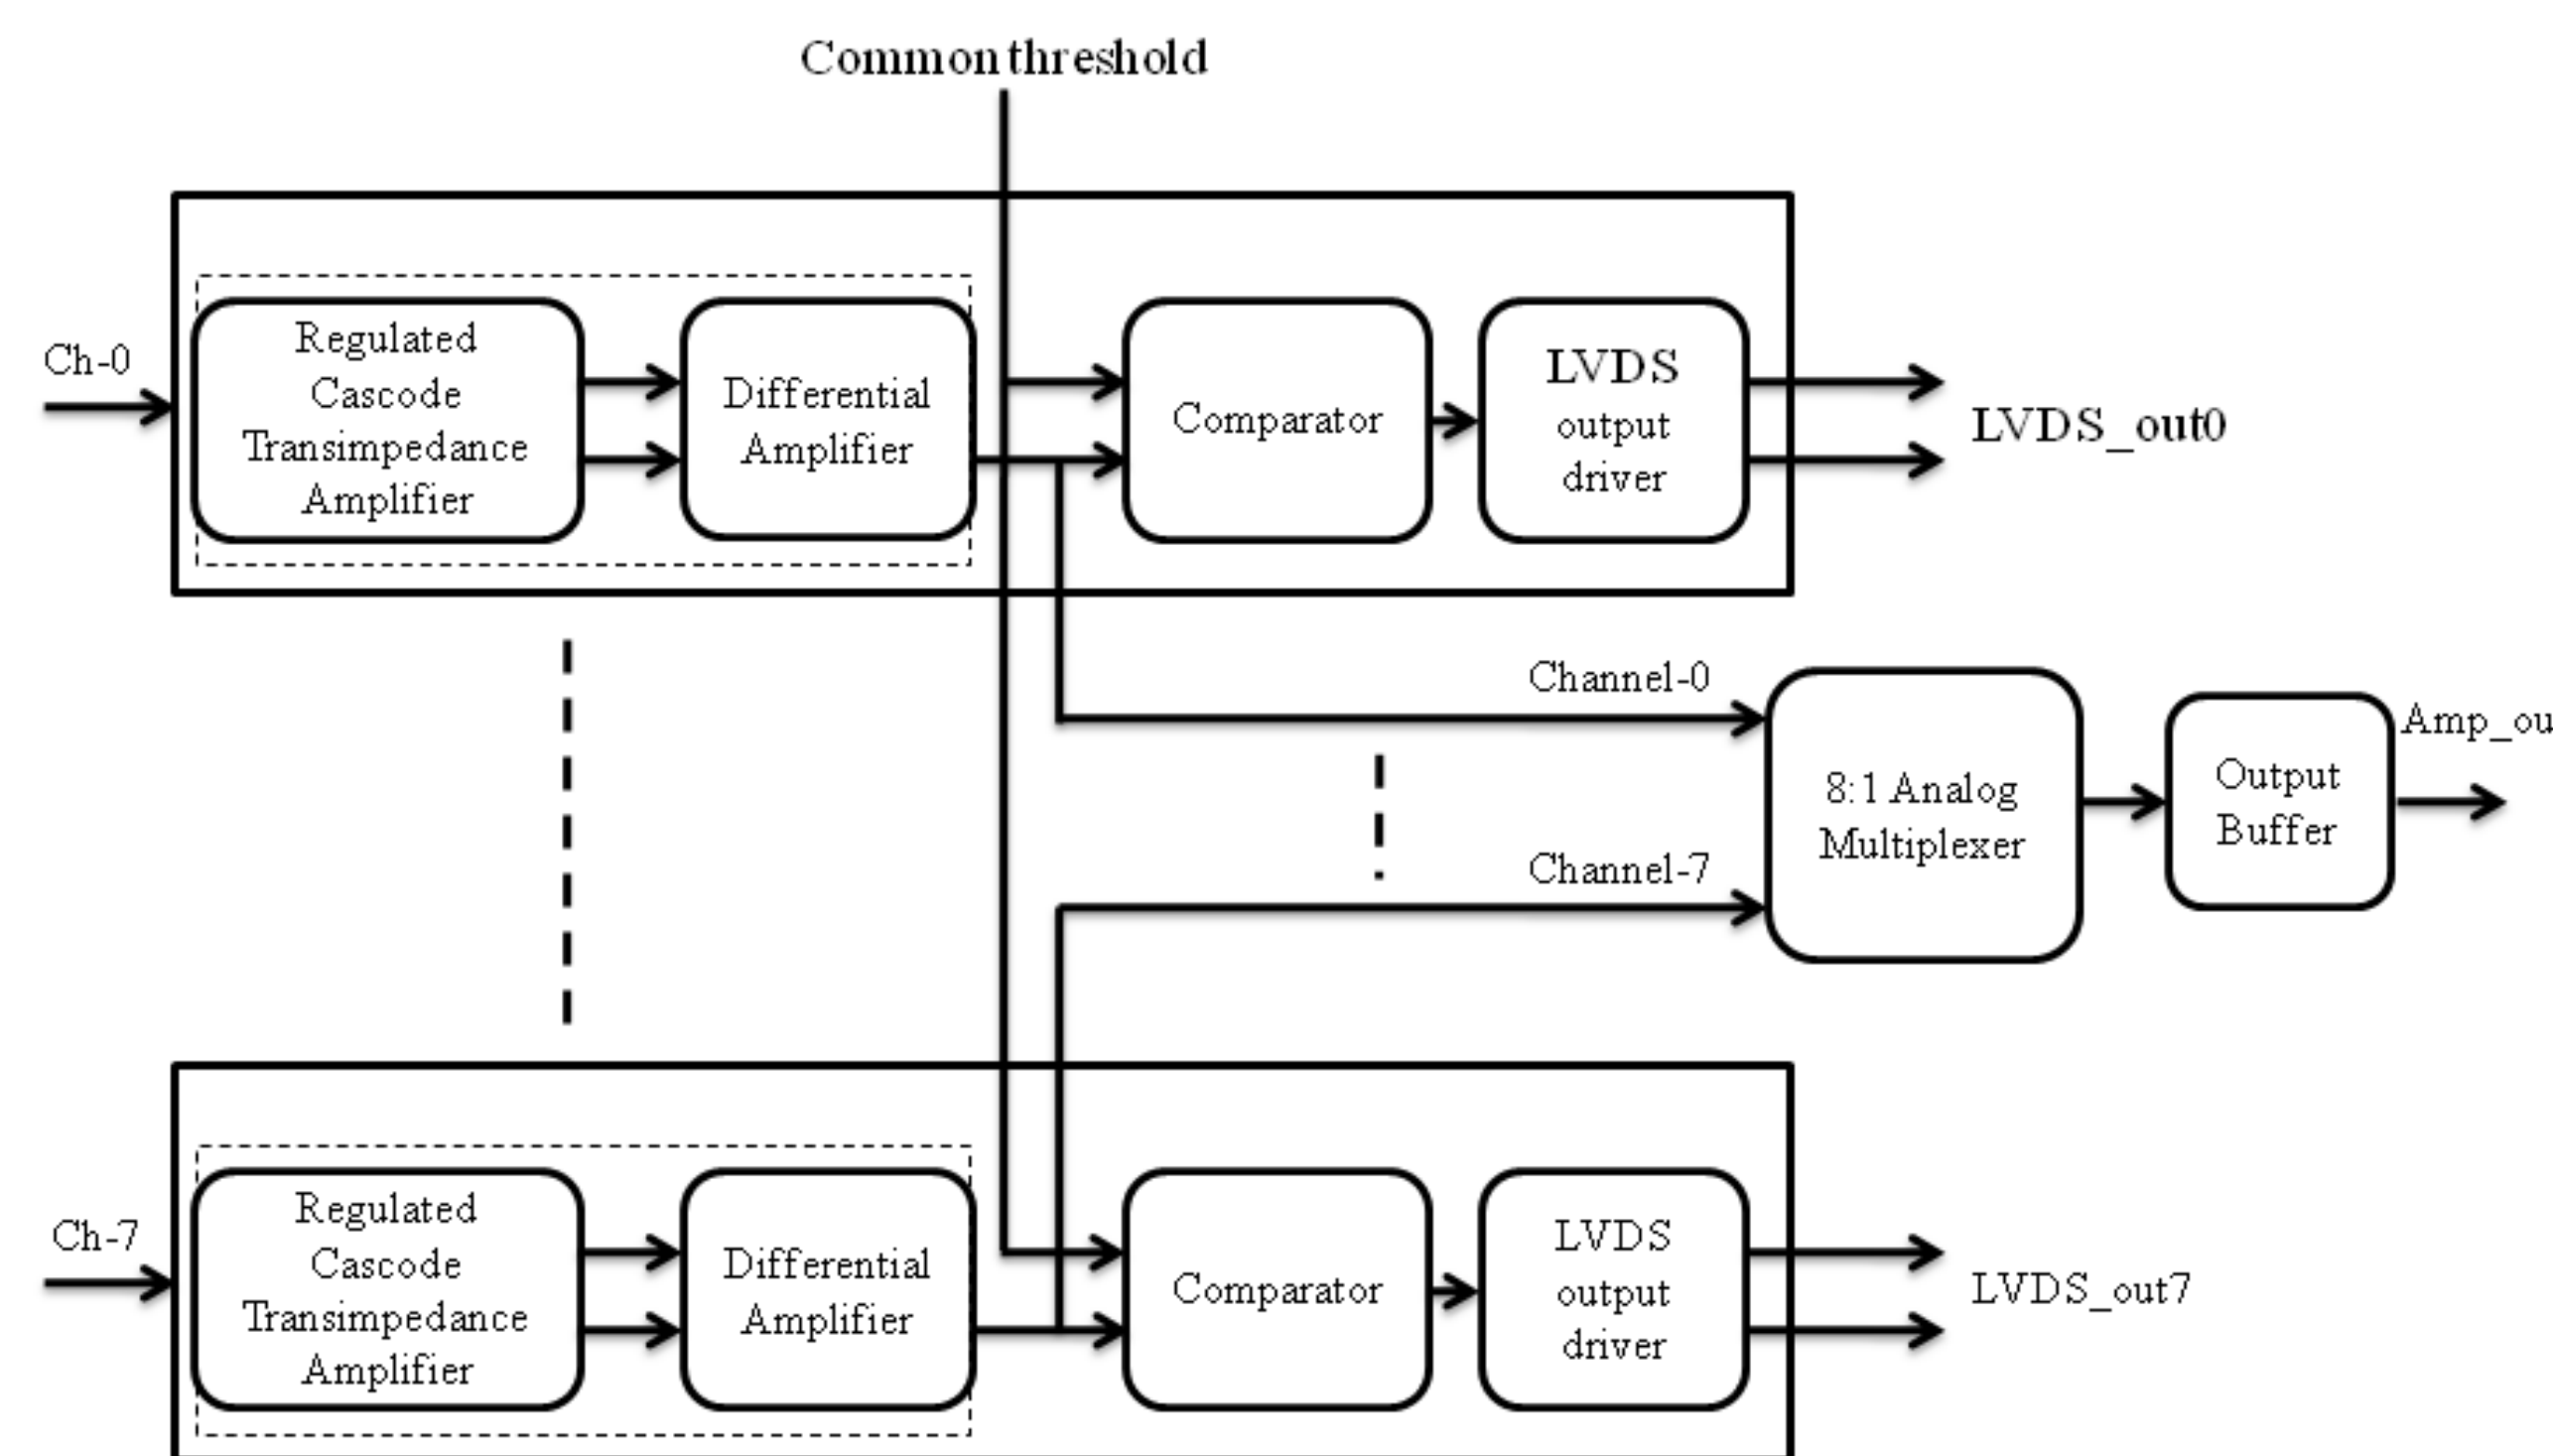 Common threshold
Ch-0
Regulated
Cascode
Transimpedance
Amplifier
Differential
Amplifier
Comparator
LVDS
output
driver
LVDS_out0
Channel-0
Channel-7
8:1 Analog
Multiplexer
Output
Buffer
Amp_ou
Ch-7
Regulated
Cascode
Transimpedance
Amplifier
Differential
Amplifier
Comparator
LVDS
output
driver
LVDS_out7